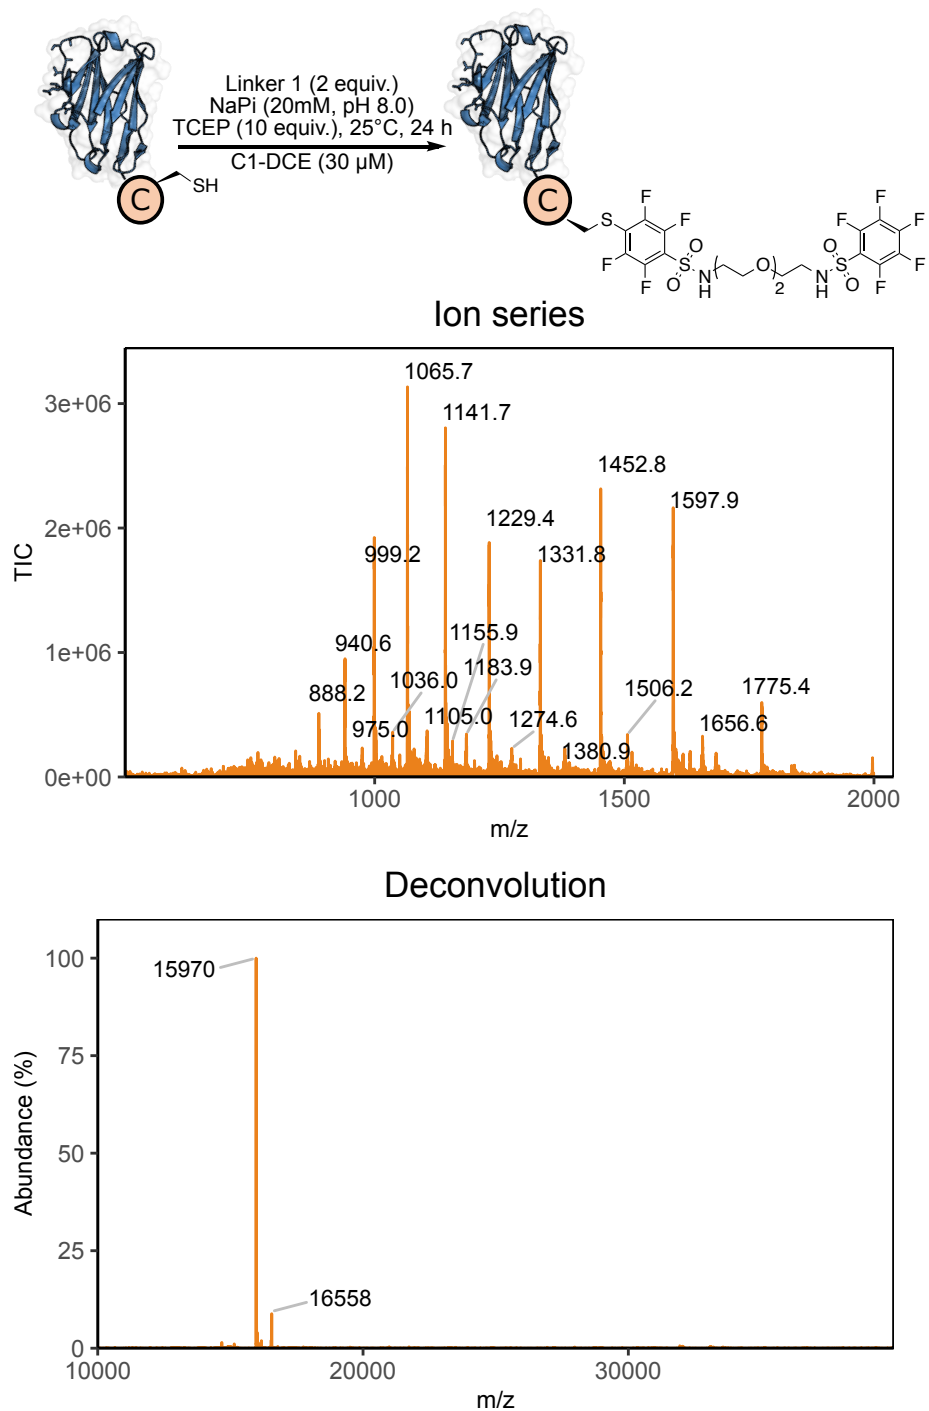 Linker 1 (2 equiv.)
NaPi (20mM, pH 8.0)
TCEP (10 equiv.), 25°C, 24 h
C1-DCE (30 µM)
C
SH
C
S
F
F
F
F
S
O
O
N
H
O
2
N
H
S
O
O
F
F
F
F
F
Ion series
TIC
3e+06
2e+06
1e+06
0e+00
888.2
940.6
999.2
975.0
1036.0
1065.7
1105.0
1141.7
1155.9
1183.9
1229.4
1274.6
1331.8
1380.9
1452.8
1506.2
1597.9
1656.6
1775.4
1000
1500
2000
m/z
Deconvolution
Abundance (%)
100
75
50
25
0
15970
16558
10000
20000
30000
m/z